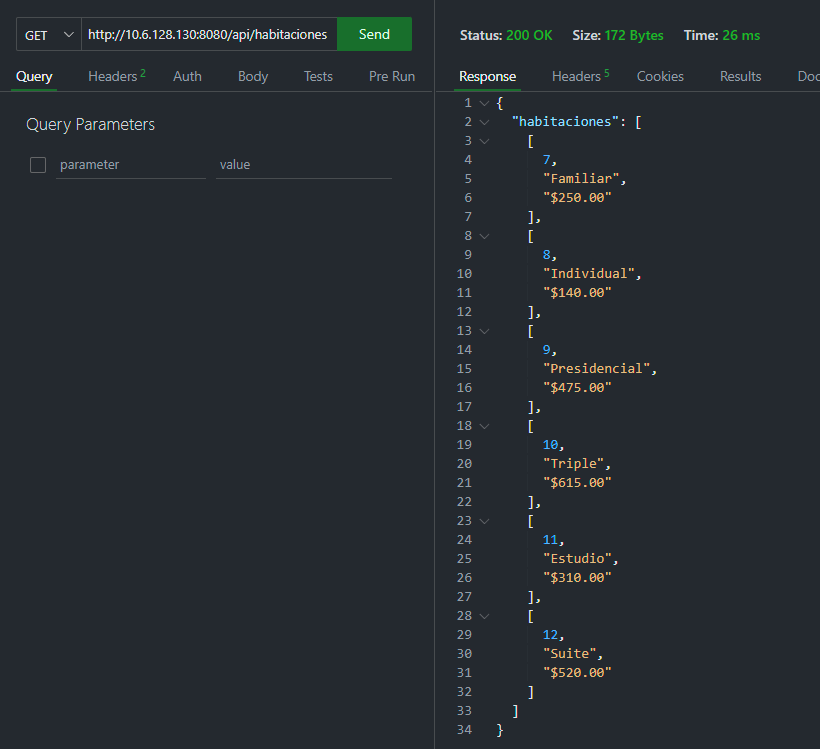 GET http://10.6.128.130:8080/api/habitaciones Send
Query Headers 2 Auth Body Tests Pre Run
Query Parameters
parameter value
Status: 200 OK Size: 172 Bytes Time: 26 ms
Response Headers 5 Cookies Results Doc
1 {
2 "habitaciones": [
3 [
4 7,
5 "Familiar",
6 "$250.00"
7 ],
8 [
9 8,
10 "Individual",
11 "$140.00"
12 ],
13 [
14 9,
15 "Presidencial",
16 "$475.00"
17 ],
18 [
19 10,
20 "Triple",
21 "$615.00"
22 ],
23 [
24 11,
25 "Estudio",
26 "$310.00"
27 ],
28 [
29 12,
30 "Suite",
31 "$520.00"
32 ]
33 ]
34 }